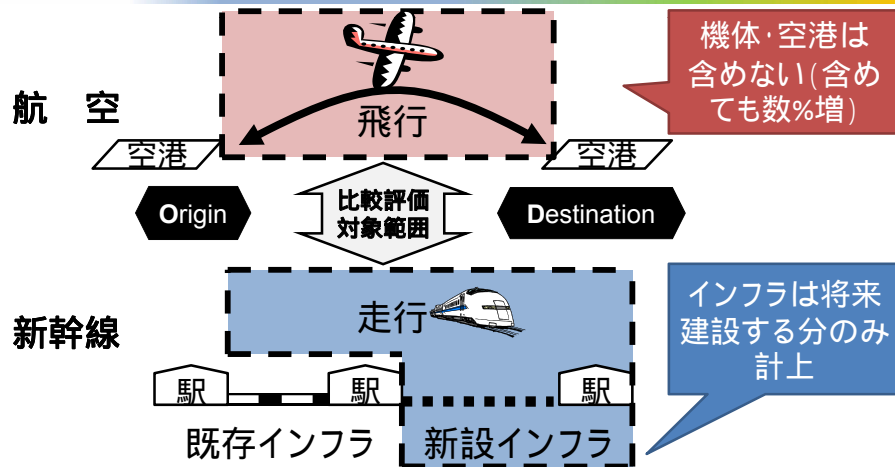 機体・空港は
含めない(含め
ても数%増)
航　空
飛行
空港
空港
Origin
比較評価
対象範囲
Destination
新幹線
走行
インフラは将来
建設する分のみ
計上
駅
駅
駅
既存インフラ
新設インフラ